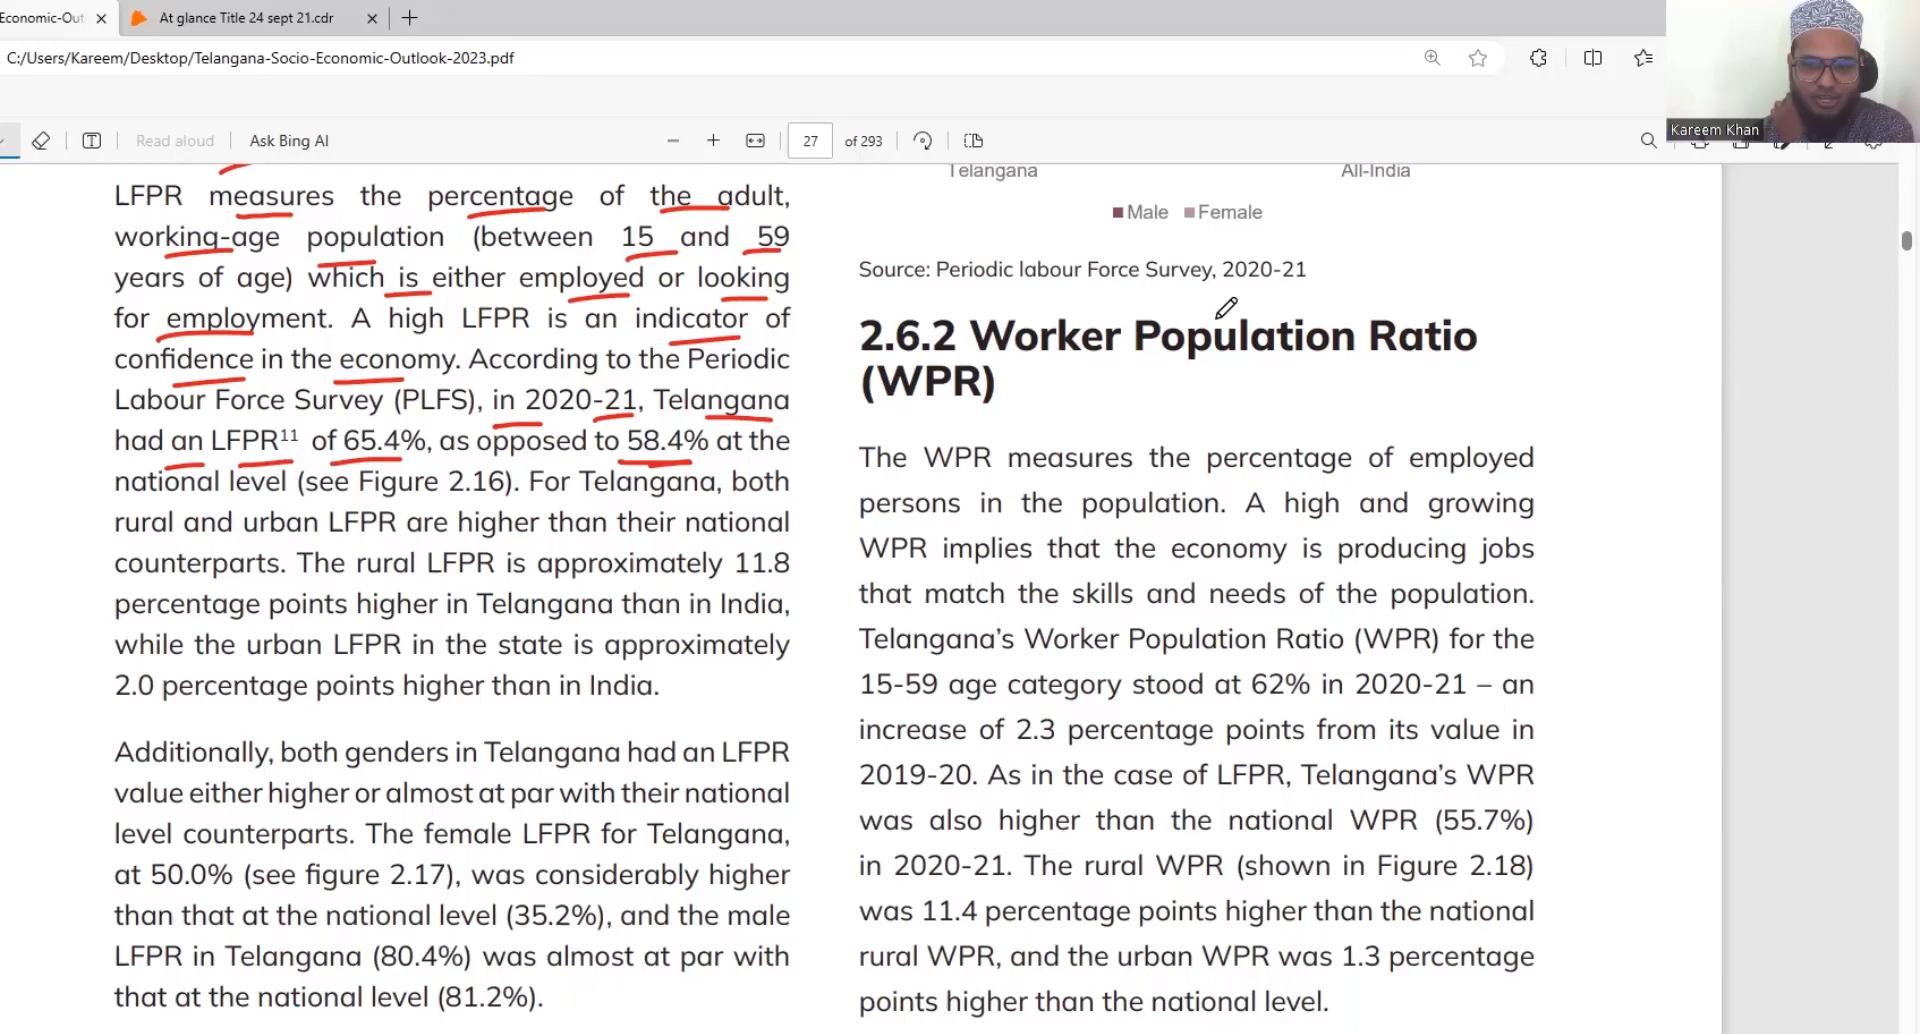 Economic-Out
At glance Title 24 sept 21.cdr
C:/Users/Kareem/Desktop/Telangana-Socio-Economic-Outlook-2023.pdf
Read aloud
Ask Bing AI
27
of 293
Kareem Khan
LFPR measures the percentage of the adult,
working-age population (between 15 and 59
years of age) which is either employed or looking
for employment. A high LFPR is an indicator of
confidence in the economy. According to the Periodic
Labour Force Survey (PLFS), in 2020-21, Telangana
had an LFPR¹¹ of 65.4%, as opposed to 58.4% at the
national level (see Figure 2.16). For Telangana, both
rural and urban LFPR are higher than their national
counterparts. The rural LFPR is approximately 11.8
percentage points higher in Telangana than in India,
while the urban LFPR in the state is approximately
2.0 percentage points higher than in India.
Additionally, both genders in Telangana had an LFPR
value either higher or almost at par with their national
level counterparts. The female LFPR for Telangana,
at 50.0% (see figure 2.17), was considerably higher
than that at the national level (35.2%), and the male
LFPR in Telangana (80.4%) was almost at par with
that at the national level (81.2%).
Telangana
All-India
Male
Female
Source: Periodic labour Force Survey, 2020-21
2.6.2 Worker Population Ratio
(WPR)
The WPR measures the percentage of employed
persons in the population. A high and growing
WPR implies that the economy is producing jobs
that match the skills and needs of the population.
Telangana’s Worker Population Ratio (WPR) for the
15-59 age category stood at 62% in 2020-21 – an
increase of 2.3 percentage points from its value in
2019-20. As in the case of LFPR, Telangana’s WPR
was also higher than the national WPR (55.7%)
in 2020-21. The rural WPR (shown in Figure 2.18)
was 11.4 percentage points higher than the national
rural WPR, and the urban WPR was 1.3 percentage
points higher than the national level.